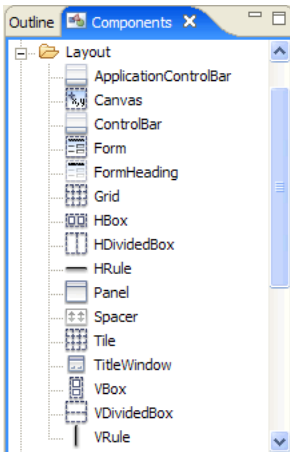 Outline Components
Layout
ApplicationControlBar
Canvas
ControlBar
Form
FormHeading
Grid
HBox
HDividedBox
HRule
Panel
Spacer
Tile
TitleWindow
VBox
VDividedBox
VRule